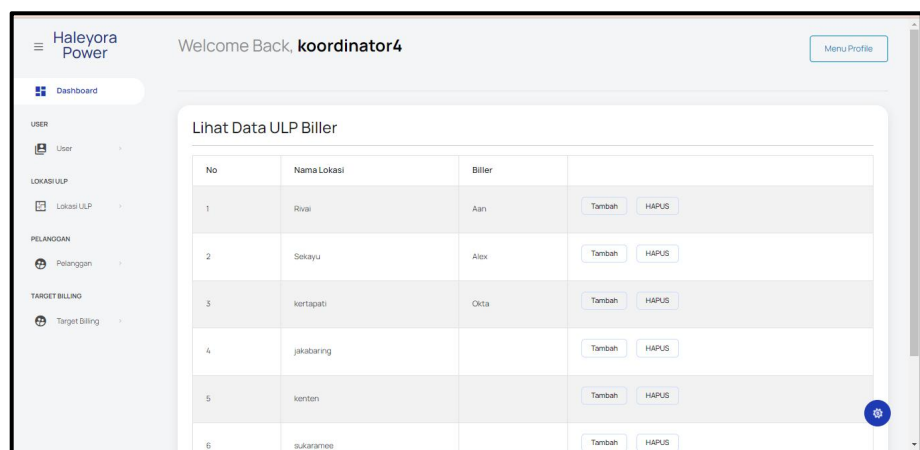 Haleyora
Power
Welcome Back, koordinator4
Menu Profile
Dashboard
USER
User
LOKASI ULP
Lokasi ULP
PELANGGAN
Pelanggan
TARGET BILLING
Target Billing
Lihat Data ULP Biller
No Nama Lokasi Biller
1 Rivai Aan Tambah HAPUS
2 Sekayu Alex Tambah HAPUS
3 kertapati Okta Tambah HAPUS
4 jakabaring Tambah HAPUS
5 kenten Tambah HAPUS
6 sukaramee Tambah HAPUS